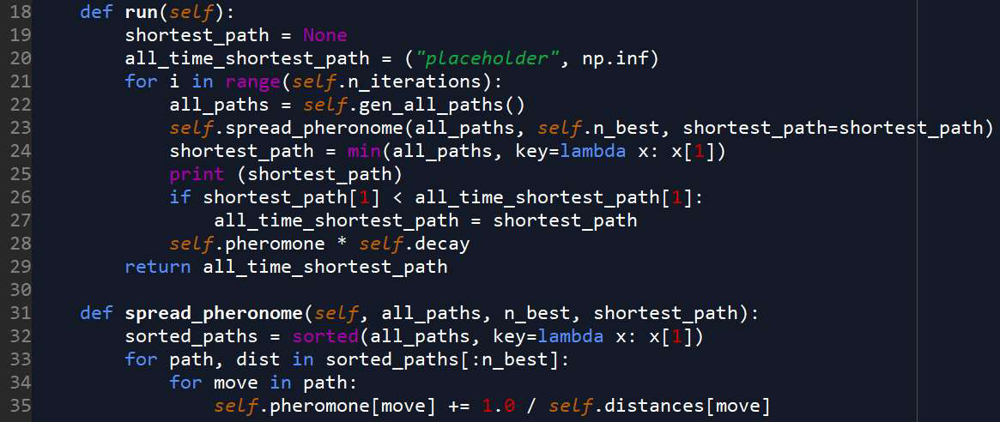 18    def run(self):
19        shortest_path = None
20        all_time_shortest_path = ("placeholder", np.inf)
21        for i in range(self.n_iterations):
22            all_paths = self.gen_all_paths()
23            self.spread_pheronome(all_paths, self.n_best, shortest_path=shortest_path)
24            shortest_path = min(all_paths, key=lambda x: x[1])
25            print (shortest_path)
26            if shortest_path[1] < all_time_shortest_path[1]:
27                all_time_shortest_path = shortest_path
28            self.pheromone * self.decay
29        return all_time_shortest_path
30
31    def spread_pheronome(self, all_paths, n_best, shortest_path):
32        sorted_paths = sorted(all_paths, key=lambda x: x[1])
33        for path, dist in sorted_paths[:n_best]:
34            for move in path:
35                self.pheromone[move] += 1.0 / self.distances[move]